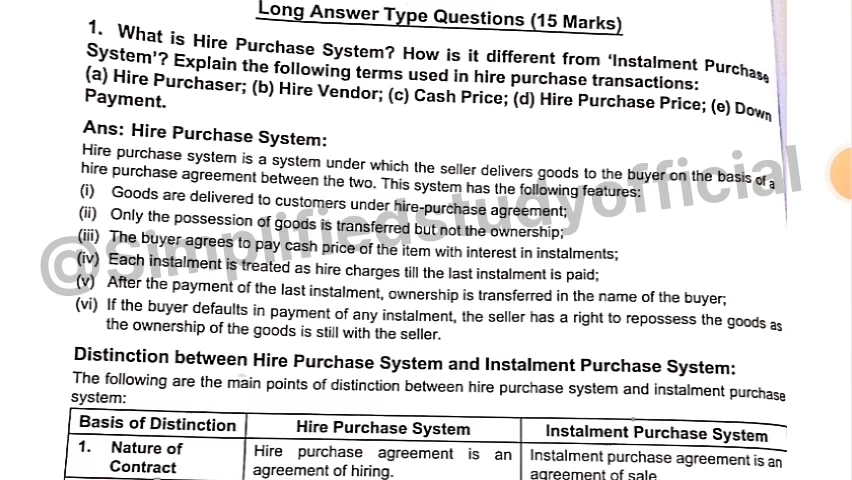 Long Answer Type Questions (15 Marks)
1. What is Hire Purchase System? How is it different from 'Instalment Purchase
System'? Explain the following terms used in hire purchase transactions:
(a) Hire Purchaser; (b) Hire Vendor; (c) Cash Price; (d) Hire Purchase Price; (e) Down
Payment.
Ans: Hire Purchase System:
Hire purchase system is a system under which the seller delivers goods to the buyer on the basis of a
hire purchase agreement between the two. This system has the following features:
(i) Goods are delivered to customers under hire-purchase agreement;
(ii) Only the possession of goods is transferred but not the ownership;
(iii) The buyer agrees to pay cash price of the item with interest in instalments;
(iv) Each instalment is treated as hire charges till the last instalment is paid;
(v) After the payment of the last instalment, ownership is transferred in the name of the buyer;
(vi) If the buyer defaults in payment of any instalment, the seller has a right to repossess the goods as
the ownership of the goods is still with the seller.
@Simplifiedstudyofficial
Distinction between Hire Purchase System and Instalment Purchase System:
The following are the main points of distinction between hire purchase system and instalment purchase
system:
Basis of Distinction Hire Purchase System Instalment Purchase System
1. Nature of Hire purchase agreement is an Instalment purchase agreement is an
Contract agreement of hiring. agreement of sale